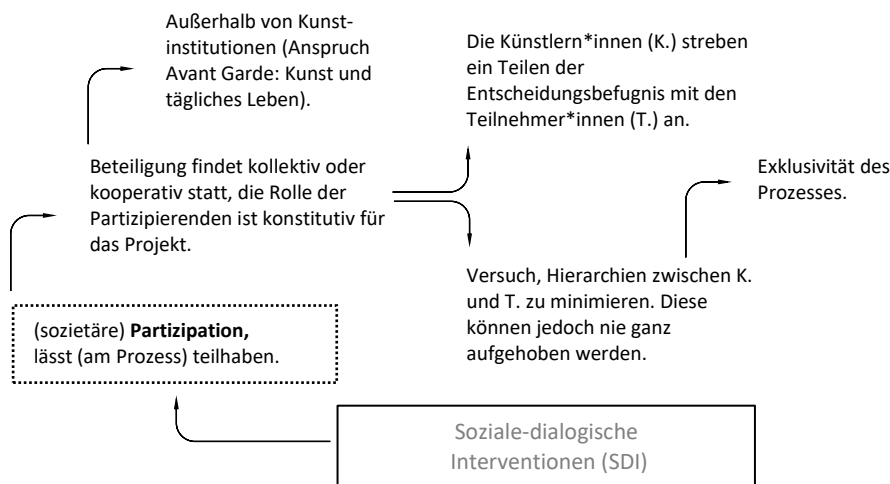 Außerhalb von Kunst-
institutionen (Anspruch
Avant Garde: Kunst und
tägliches Leben).
Die Künstlern*innen (K.) streben
ein Teilen der
Entscheidungsbefugnis mit den
Teilnehmer*innen (T.) an.
Beteiligung findet kollektiv oder
kooperativ statt, die Rolle der
Partizipierenden ist konstitutiv für
das Projekt.
Exklusivität des
Prozesses.
Versuch, Hierarchien zwischen K.
und T. zu minimieren. Diese
können jedoch nie ganz
aufgehoben werden.
(sozietäre) Partizipation,
lässt (am Prozess) teilhaben.
Soziale-dialogische
Interventionen (SDI)